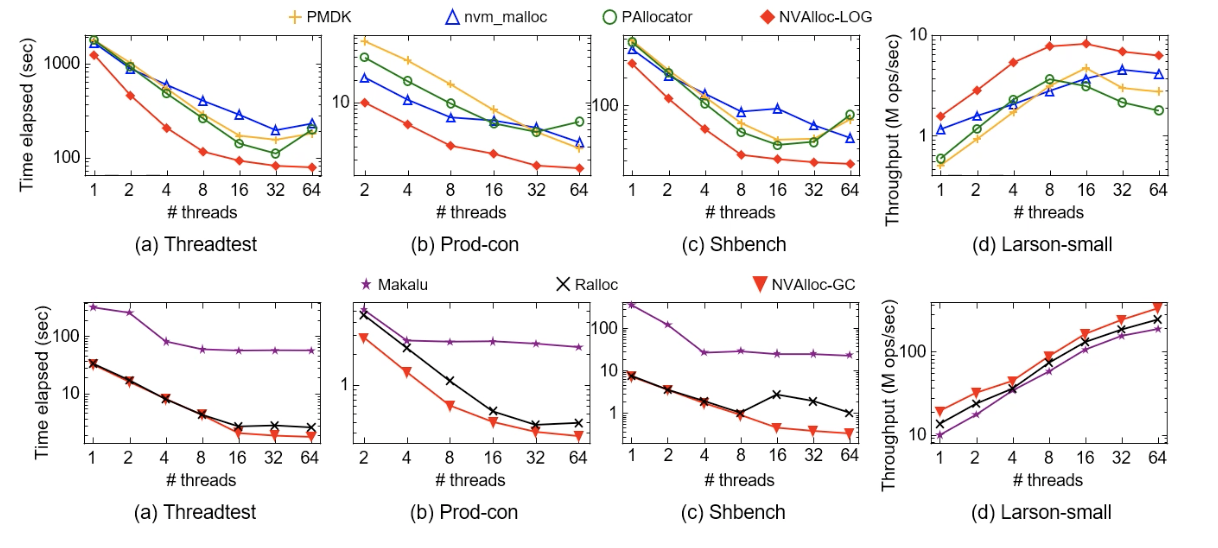 PMDK nvm_malloc PAllocator NVAlloc-LOG
Time elapsed (sec)
1000
100
1 2 4 8 16 32 64
# threads
(a) Threadtest
10
2 4 8 16 32 64
# threads
(b) Prod-con
100
1 2 4 8 16 32 64
# threads
(c) Shbench
Throughput (M ops/sec)
10
1
1 2 4 8 16 32 64
# threads
(d) Larson-small
Makalu Ralloc NVAlloc-GC
Time elapsed (sec)
100
10
1 2 4 8 16 32 64
# threads
(a) Threadtest
1
2 4 8 16 32 64
# threads
(b) Prod-con
100
10
1
1 2 4 8 16 32 64
# threads
(c) Shbench
Throughput (M ops/sec)
100
10
1 2 4 8 16 32 64
# threads
(d) Larson-small